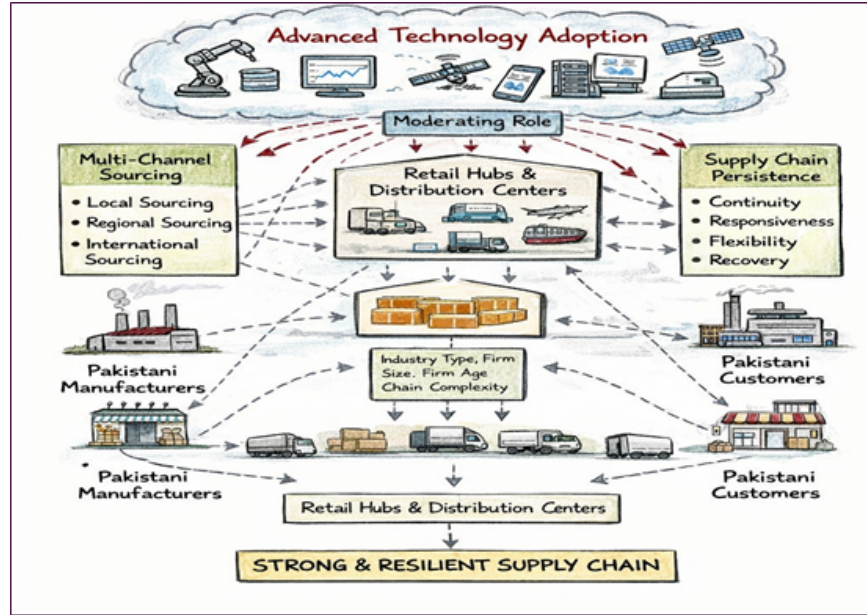 Advanced Technology Adoption
Moderating Role
Multi-Channel
Sourcing
• Local Sourcing
• Regional Sourcing
• International
Sourcing
Retail Hubs &
Distribution Centers
Supply Chain
Persistence
• Continuity
• Responsiveness
• Flexibility
• Recovery
Pakistani
Manufacturers
Industry Type, Firm
Size. Firm Age
Chain Complexity
Pakistani
Customers
Pakistani
Manufacturers
Pakistani
Customers
Retail Hubs & Distribution Centers
STRONG & RESILIENT SUPPLY CHAIN